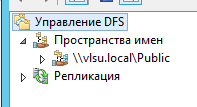 Управление DFS
Пространства имен
\\vlsu.local\Public
Репликация